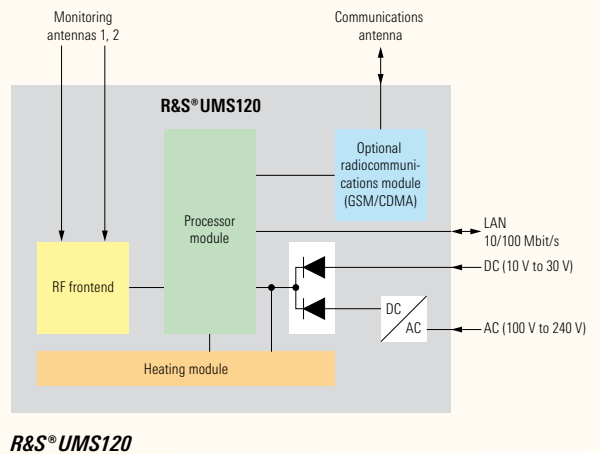 Monitoring
antennas 1, 2
Communications
antenna
R&S®UMS120
Optional
radiocommuni-
cations module
(GSM/CDMA)
Processor
module
LAN
10/100 Mbit/s
RF frontend
DC (10 V to 30 V)
DC
AC
AC (100 V to 240 V)
Heating module
R&S®UMS120